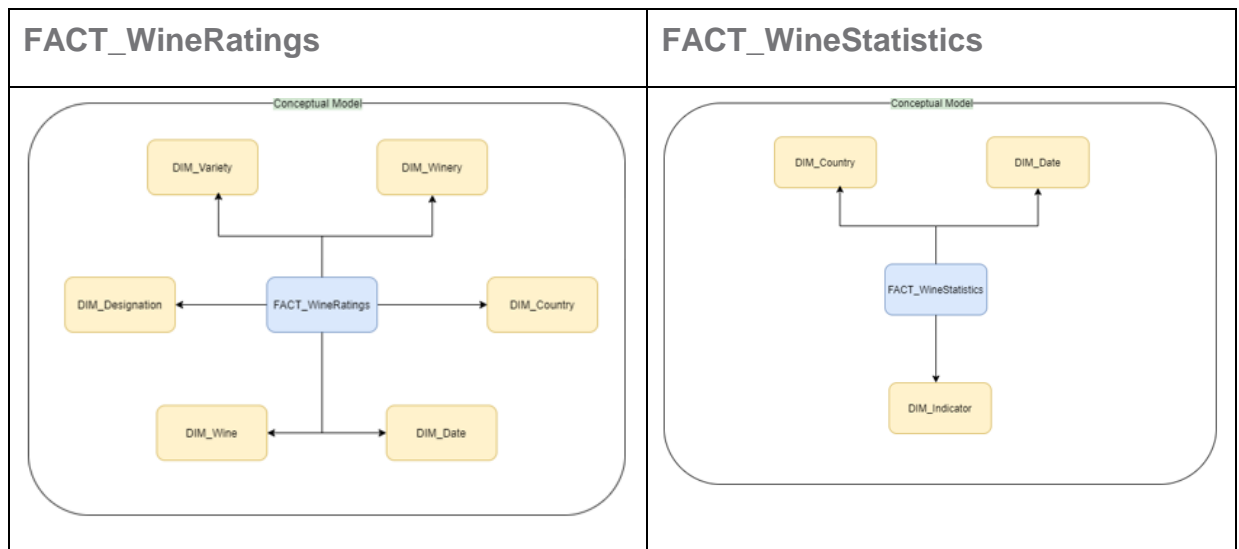 FACT_WineRatings
FACT_WineStatistics
Conceptual Model
DIM_Variety
DIM_Winery
DIM_Designation
FACT_WineRatings
DIM_Country
DIM_Wine
DIM_Date
Conceptual Model
DIM_Country
DIM_Date
FACT_WineStatistics
DIM_Indicator